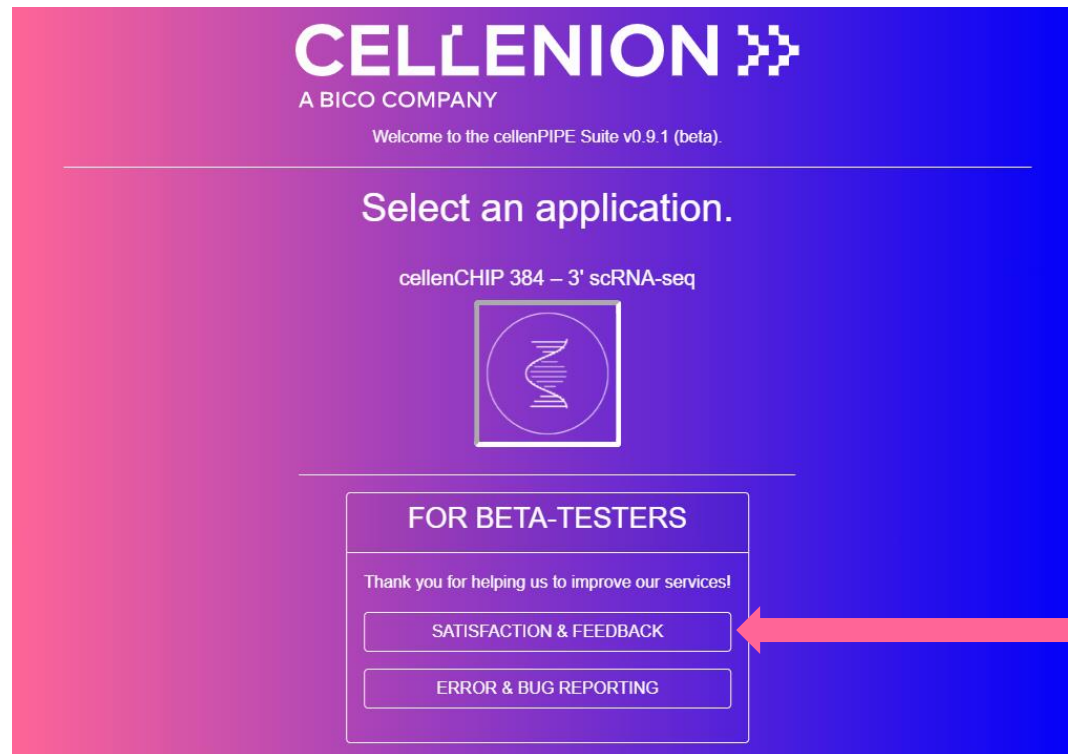 CELLENION
A BICO COMPANY
Welcome to the cellenPIPE Suite v0.9.1 (beta).
Select an application.
cellenCHIP 384 – 3' scRNA-seq
FOR BETA-TESTERS
Thank you for helping us to improve our services!
SATISFACTION & FEEDBACK
ERROR & BUG REPORTING